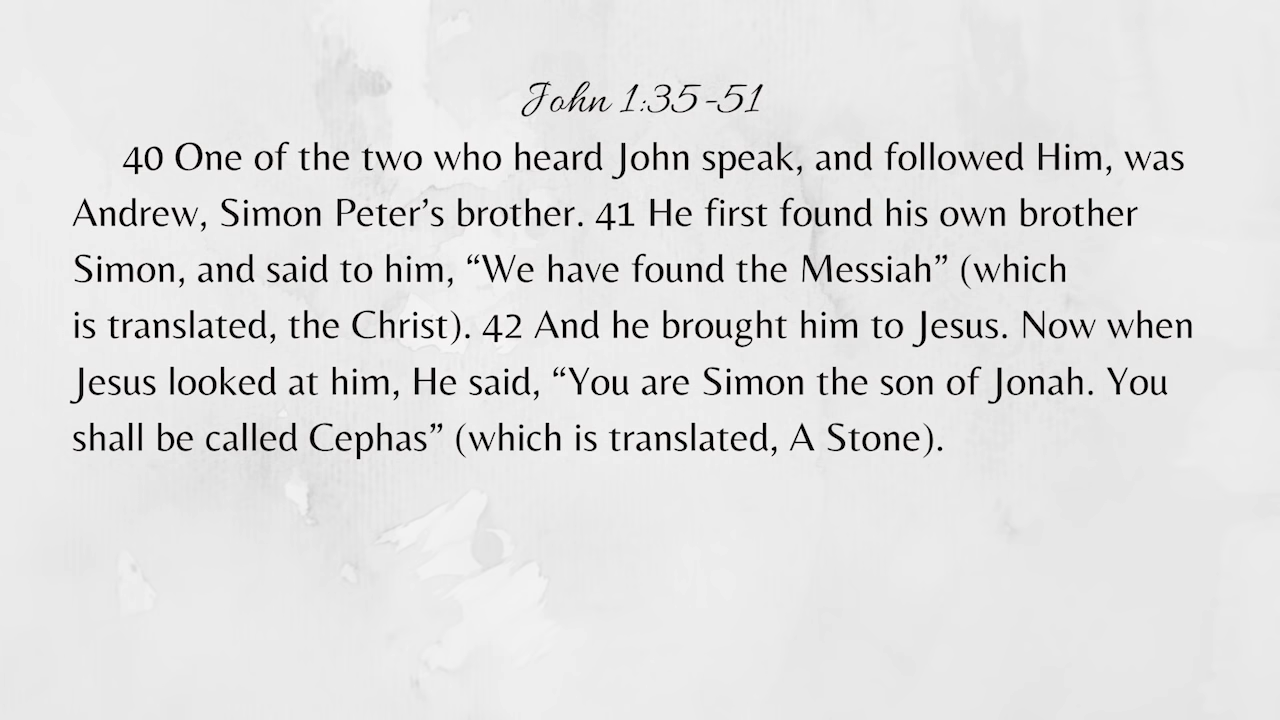 John 1:35-51
40 One of the two who heard John speak, and followed Him, was
Andrew, Simon Peter’s brother. 41 He first found his own brother
Simon, and said to him, “We have found the Messiah” (which
is translated, the Christ). 42 And he brought him to Jesus. Now when
Jesus looked at him, He said, “You are Simon the son of Jonah. You
shall be called Cephas” (which is translated, A Stone).